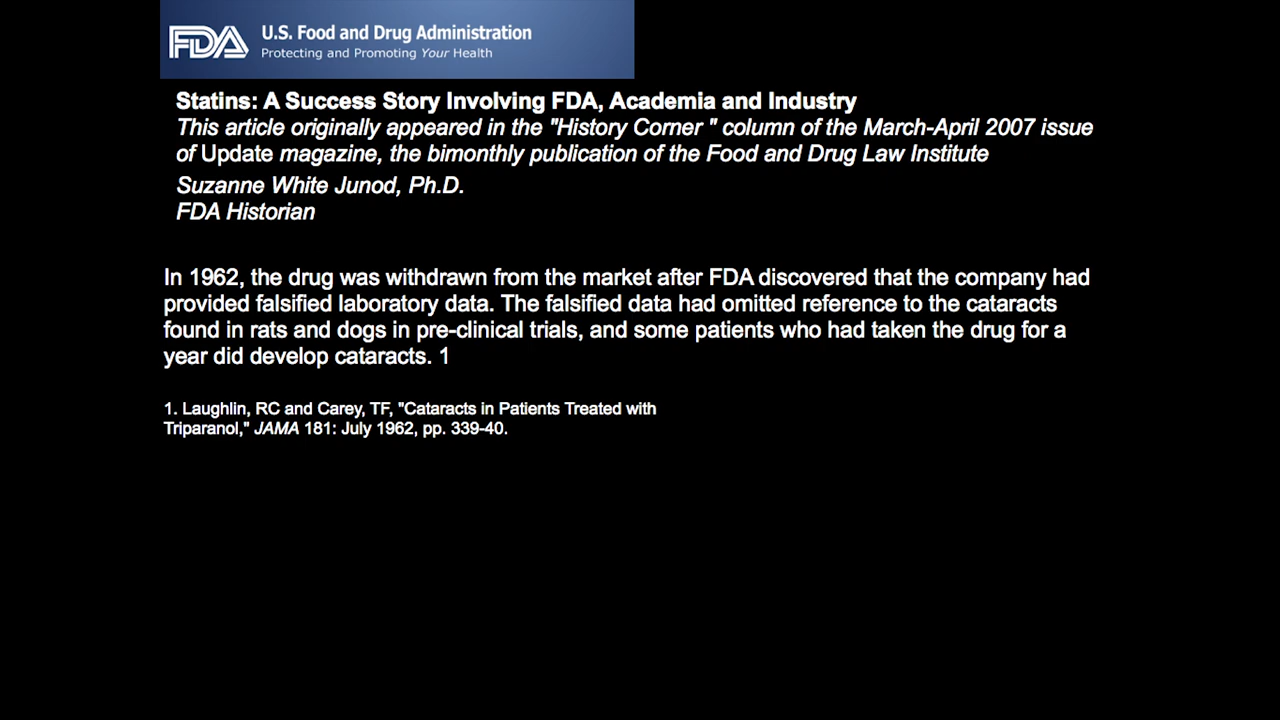 FDA
U.S. Food and Drug Administration
Protecting and Promoting Your Health
Statins: A Success Story Involving FDA, Academia and Industry
This article originally appeared in the "History Corner " column of the March-April 2007 issue
of Update magazine, the bimonthly publication of the Food and Drug Law Institute
Suzanne White Junod, Ph.D.
FDA Historian
In 1962, the drug was withdrawn from the market after FDA discovered that the company had
provided falsified laboratory data. The falsified data had omitted reference to the cataracts
found in rats and dogs in pre-clinical trials, and some patients who had taken the drug for a
year did develop cataracts. 1
1. Laughlin, RC and Carey, TF, "Cataracts in Patients Treated with
Triparanol," JAMA 181: July 1962, pp. 339-40.